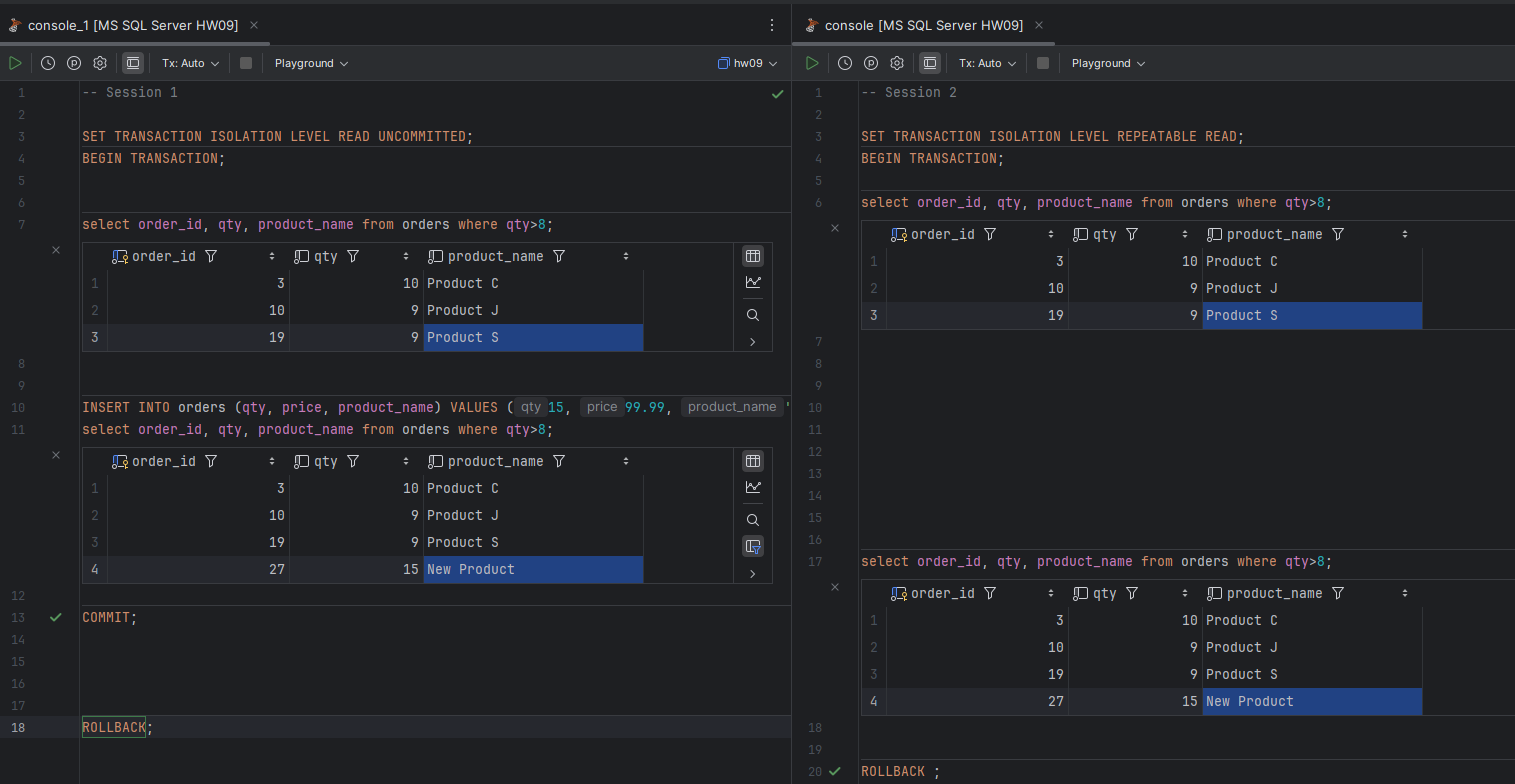 console_1 [MS SQL Server HW09]
Tx: Auto
Playground
hw09
1 -- Session 1
2
3 SET TRANSACTION ISOLATION LEVEL READ UNCOMMITTED;
4 BEGIN TRANSACTION;
5
6
7 select order_id, qty, product_name from orders where qty>8;
order_id qty product_name
1 3 10 Product C
2 10 9 Product J
3 19 9 Product S
8
9
10 INSERT INTO orders (qty, price, product_name) VALUES ( qty 15, price 99.99, product_name '
11 select order_id, qty, product_name from orders where qty>8;
order_id qty product_name
1 3 10 Product C
2 10 9 Product J
3 19 9 Product S
4 27 15 New Product
12
13 COMMIT;
14
15
16
17
18 ROLLBACK;
console [MS SQL Server HW09]
Tx: Auto
Playground
1 -- Session 2
2
3 SET TRANSACTION ISOLATION LEVEL REPEATABLE READ;
4 BEGIN TRANSACTION;
5
6 select order_id, qty, product_name from orders where qty>8;
order_id qty product_name
1 3 10 Product C
2 10 9 Product J
3 19 9 Product S
7
8
9
10
11
12
13
14
15
16
17 select order_id, qty, product_name from orders where qty>8;
order_id qty product_name
1 3 10 Product C
2 10 9 Product J
3 19 9 Product S
4 27 15 New Product
18
19
20 ROLLBACK ;